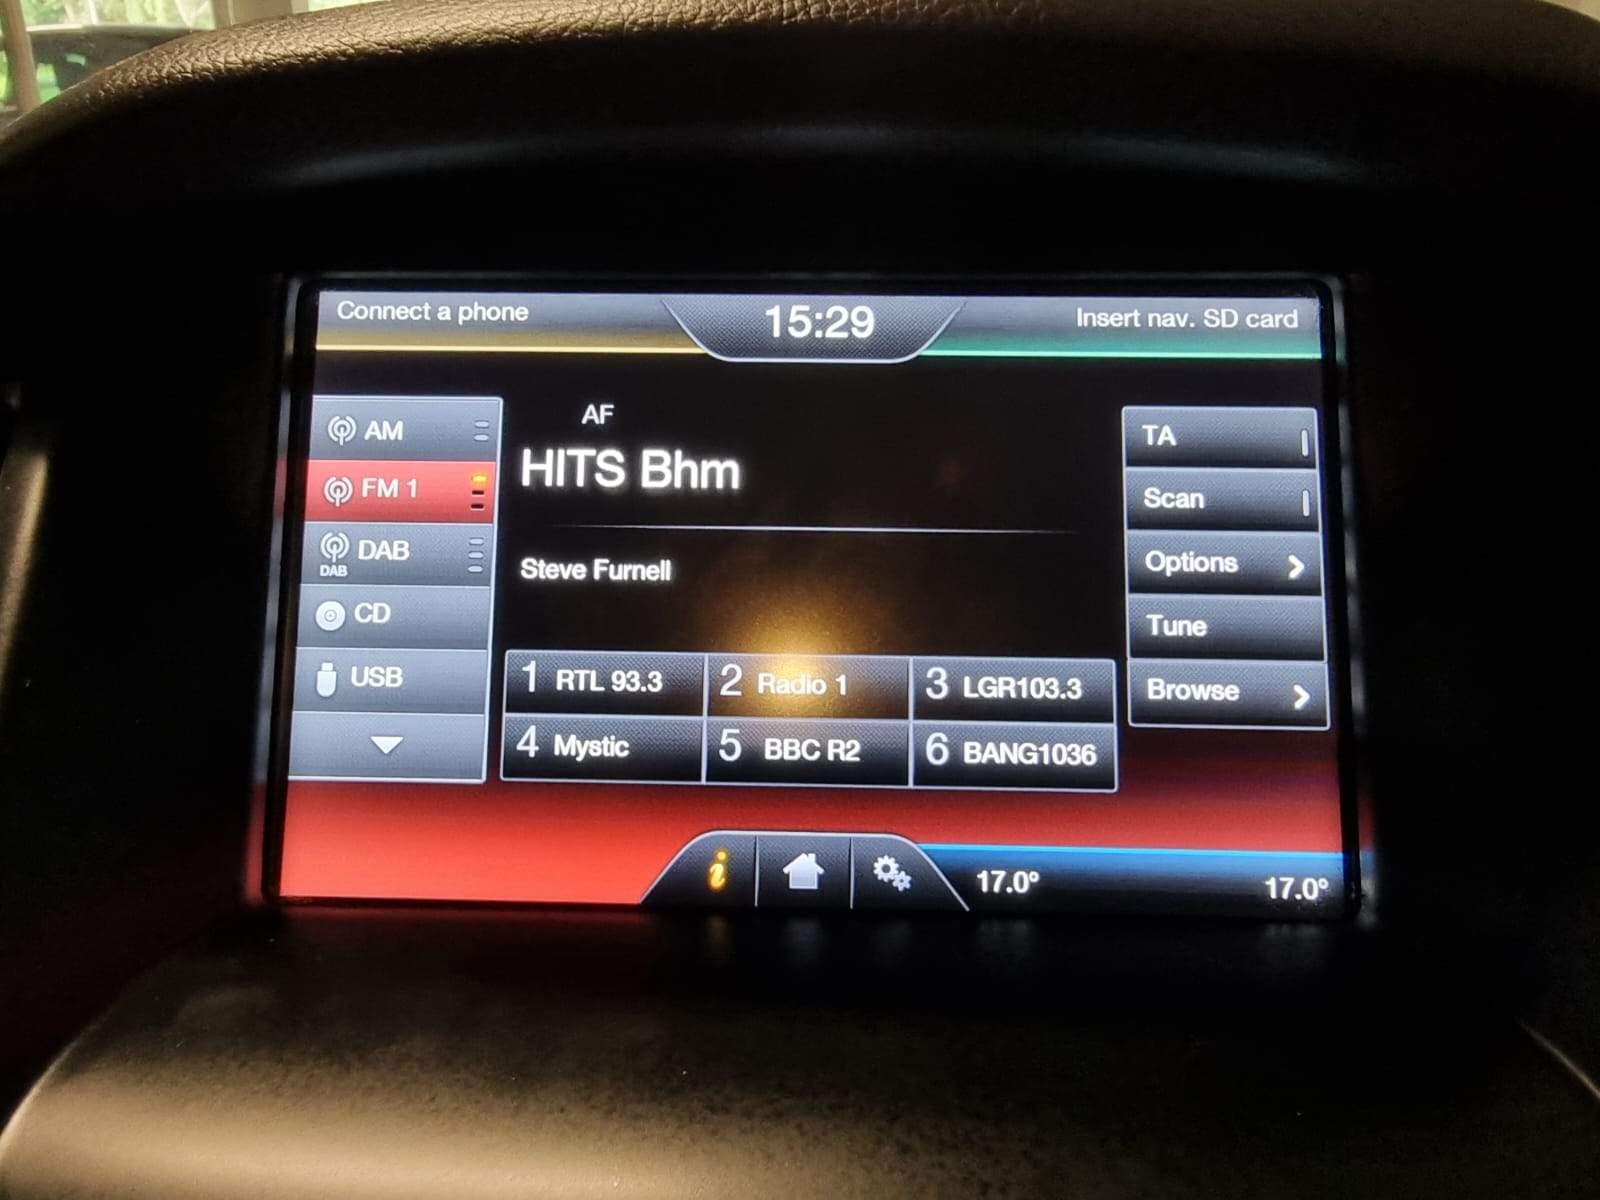 Connect a phone
15:29
Insert nav. SD card
AM
FM 1
DAB
DAB
CD
USB
AF
HITS Bhm
Steve Furnell
1 RTL 93.3
2 Radio 1
3 LGR103.3
4 Mystic
5 BBC R2
6 BANG1036
TA
Scan
Options
Tune
Browse
i
17.0°
17.0°